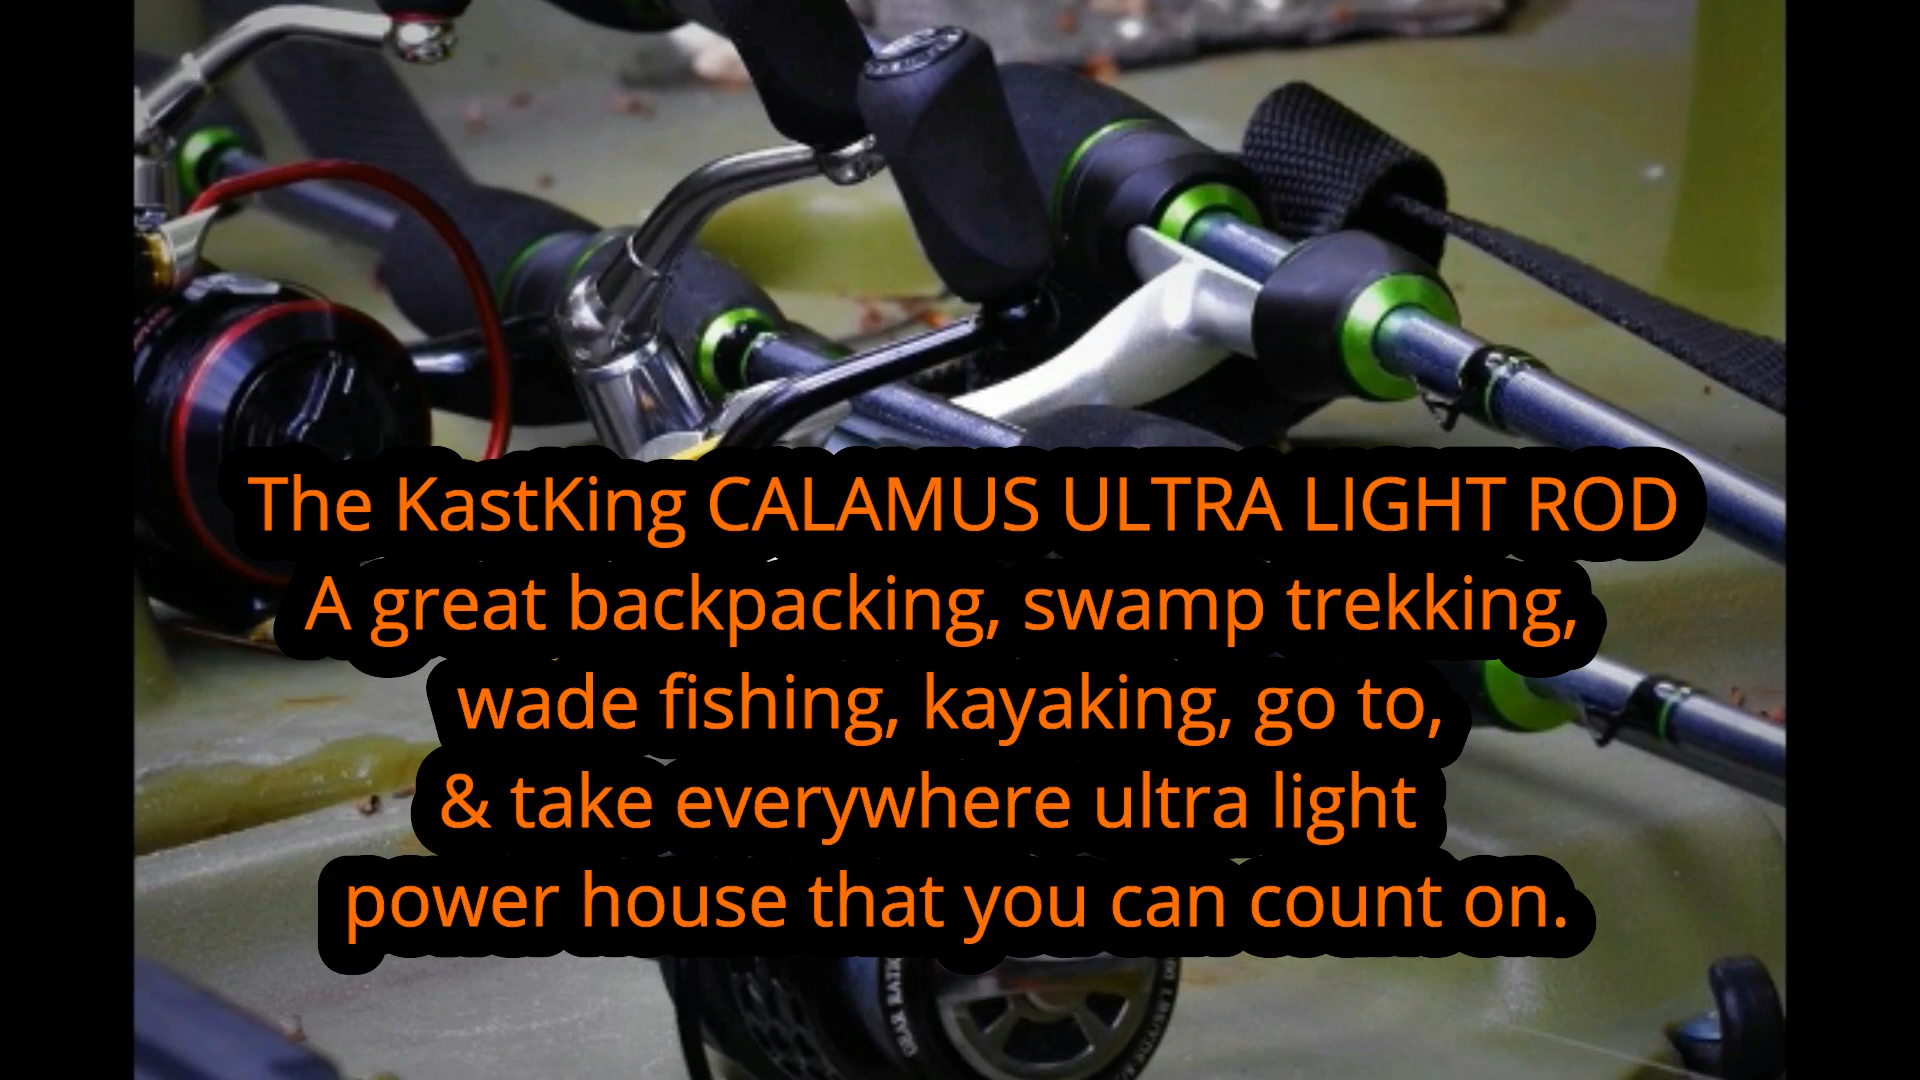 The KastKing CALAMUS ULTRA LIGHT ROD
A great backpacking, swamp trekking,
wade fishing, kayaking, go to,
& take everywhere ultra light
power house that you can count on.